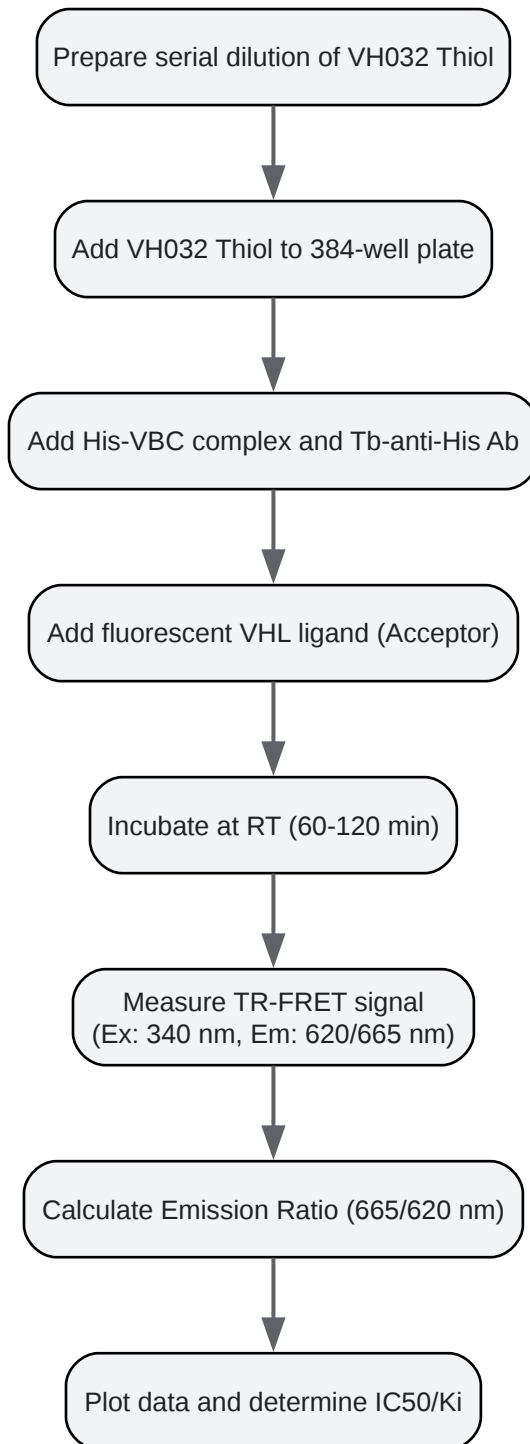 Prepare serial dilution of VH032 Thiol
Add VH032 Thiol to 384-well plate
Add His-VBC complex and Tb-anti-His Ab
Add fluorescent VHL ligand (Acceptor)
Incubate at RT (60-120 min)
Measure TR-FRET signal
(Ex: 340 nm, Em: 620/665 nm)
Calculate Emission Ratio (665/620 nm)
Plot data and determine IC50/Ki